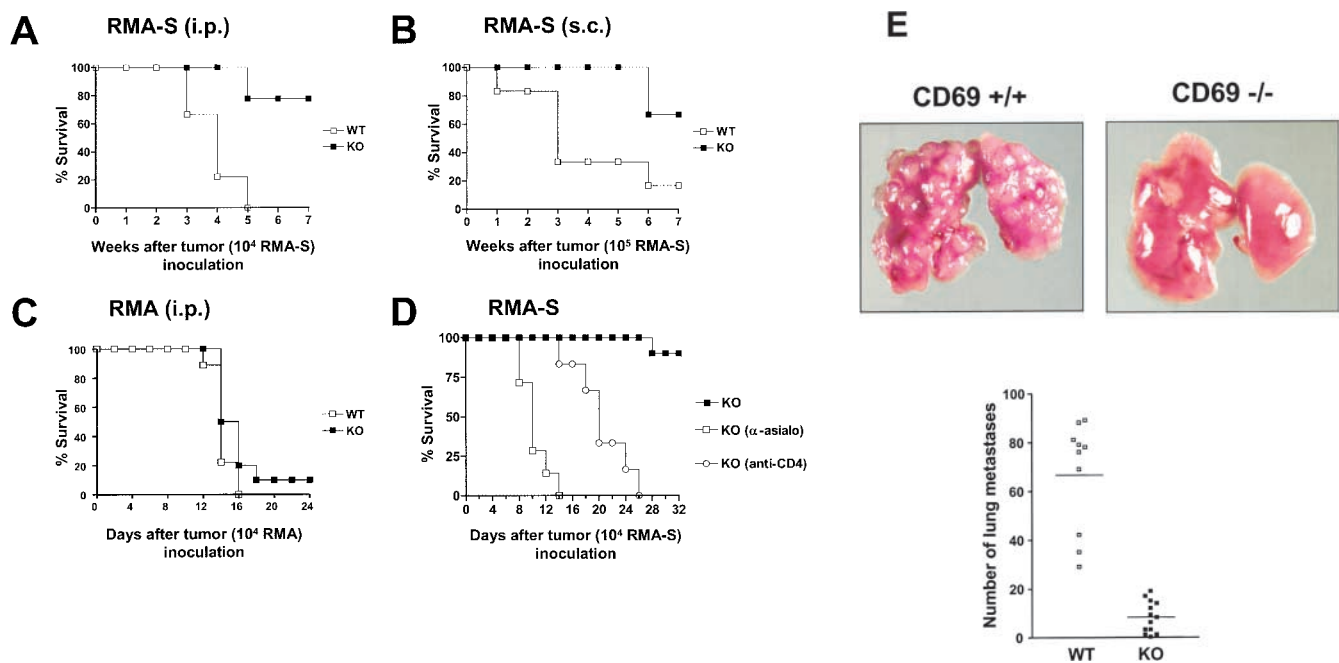 A
RMA-S (i.p.)
% Survival
100
80
60
40
20
0
0 1 2 3 4 5 6 7
WT
KO
Weeks after tumor (10⁴ RMA-S)
inoculation
B
RMA-S (s.c.)
% Survival
100
80
60
40
20
0
0 1 2 3 4 5 6 7
WT
KO
Weeks after tumor (10⁵ RMA-S)
inoculation
C
RMA (i.p.)
% Survival
100
80
60
40
20
0
0 4 8 12 16 20 24
WT
KO
Days after tumor (10⁴ RMA)
inoculation
D
RMA-S
% Survival
100
75
50
25
0
0 4 8 12 16 20 24 28 32
KO
KO (α-asialo)
KO (anti-CD4)
Days after tumor (10⁴ RMA-S)
inoculation
E
CD69 +/+
CD69 -/-
Number of lung metastases
100
80
60
40
20
0
WT KO